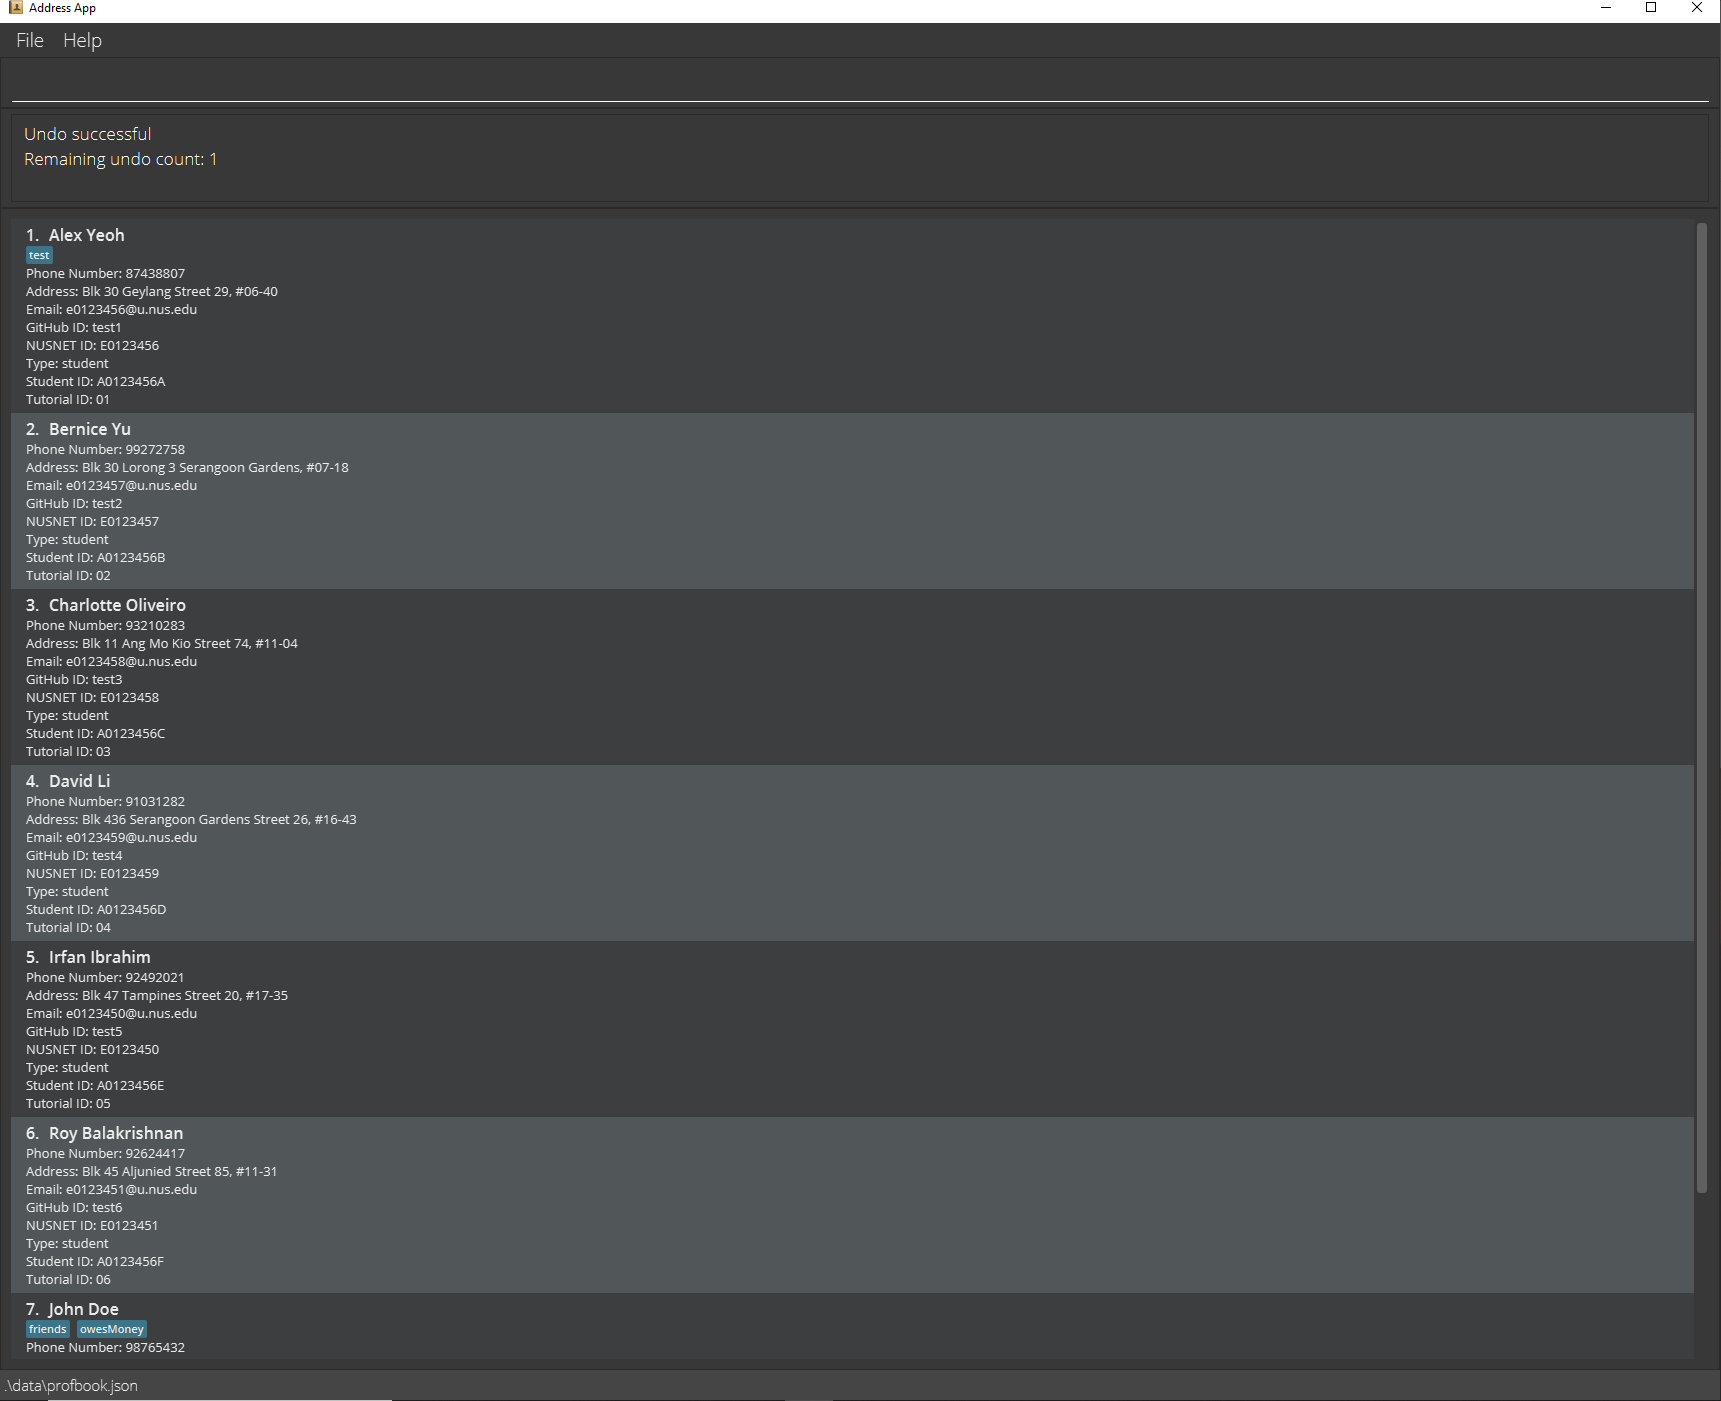 Address App
File Help
Undo successful
Remaining undo count: 1
1. Alex Yeoh
test
Phone Number: 87438807
Address: Blk 30 Geylang Street 29, #06-40
Email: e0123456@u.nus.edu
GitHub ID: test1
NUSNET ID: E0123456
Type: student
Student ID: A0123456A
Tutorial ID: 01
2. Bernice Yu
Phone Number: 99272758
Address: Blk 30 Lorong 3 Serangoon Gardens, #07-18
Email: e0123457@u.nus.edu
GitHub ID: test2
NUSNET ID: E0123457
Type: student
Student ID: A0123456B
Tutorial ID: 02
3. Charlotte Oliveiro
Phone Number: 93210283
Address: Blk 11 Ang Mo Kio Street 74, #11-04
Email: e0123458@u.nus.edu
GitHub ID: test3
NUSNET ID: E0123458
Type: student
Student ID: A0123456C
Tutorial ID: 03
4. David Li
Phone Number: 91031282
Address: Blk 436 Serangoon Gardens Street 26, #16-43
Email: e0123459@u.nus.edu
GitHub ID: test4
NUSNET ID: E0123459
Type: student
Student ID: A0123456D
Tutorial ID: 04
5. Irfan Ibrahim
Phone Number: 92492021
Address: Blk 47 Tampines Street 20, #17-35
Email: e0123450@u.nus.edu
GitHub ID: test5
NUSNET ID: E0123450
Type: student
Student ID: A0123456E
Tutorial ID: 05
6. Roy Balakrishnan
Phone Number: 92624417
Address: Blk 45 Aljunied Street 85, #11-31
Email: e0123451@u.nus.edu
GitHub ID: test6
NUSNET ID: E0123451
Type: student
Student ID: A0123456F
Tutorial ID: 06
7. John Doe
friends owesMoney
Phone Number: 98765432
.\data\profbook.json